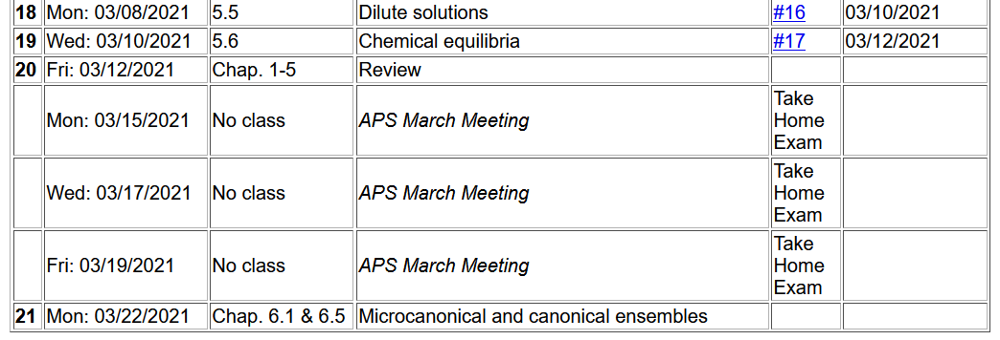 18 Mon: 03/08/2021 5.5 Dilute solutions #16 03/10/2021
19 Wed: 03/10/2021 5.6 Chemical equilibria #17 03/12/2021
20 Fri: 03/12/2021 Chap. 1-5 Review
Mon: 03/15/2021 No class APS March Meeting Take
Home
Exam
Wed: 03/17/2021 No class APS March Meeting Take
Home
Exam
Fri: 03/19/2021 No class APS March Meeting Take
Home
Exam
21 Mon: 03/22/2021 Chap. 6.1 & 6.5 Microcanonical and canonical ensembles